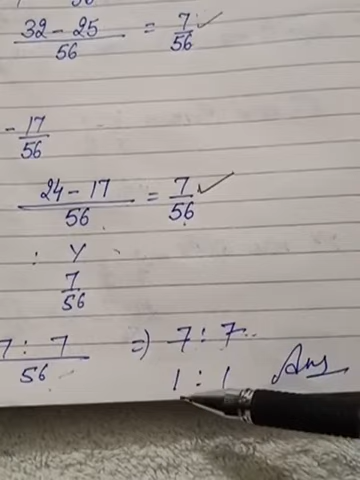 32 - 25 / 56 = 7/56 ✓
- 17/56
24 - 17 / 56 = 7/56 ✓
: Y
7/56
7 : 7 / 56 => 7 : 7
1 : 1 Ans